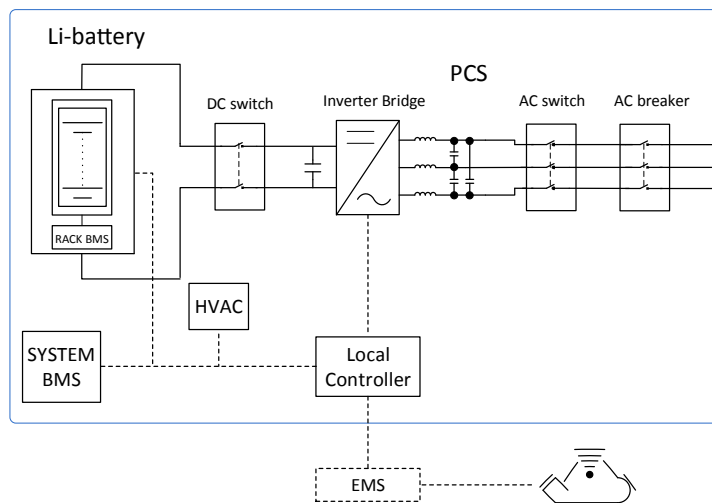 Li-battery
PCS
DC switch
Inverter Bridge
AC switch
AC breaker
RACK BMS
HVAC
SYSTEM
BMS
Local
Controller
EMS